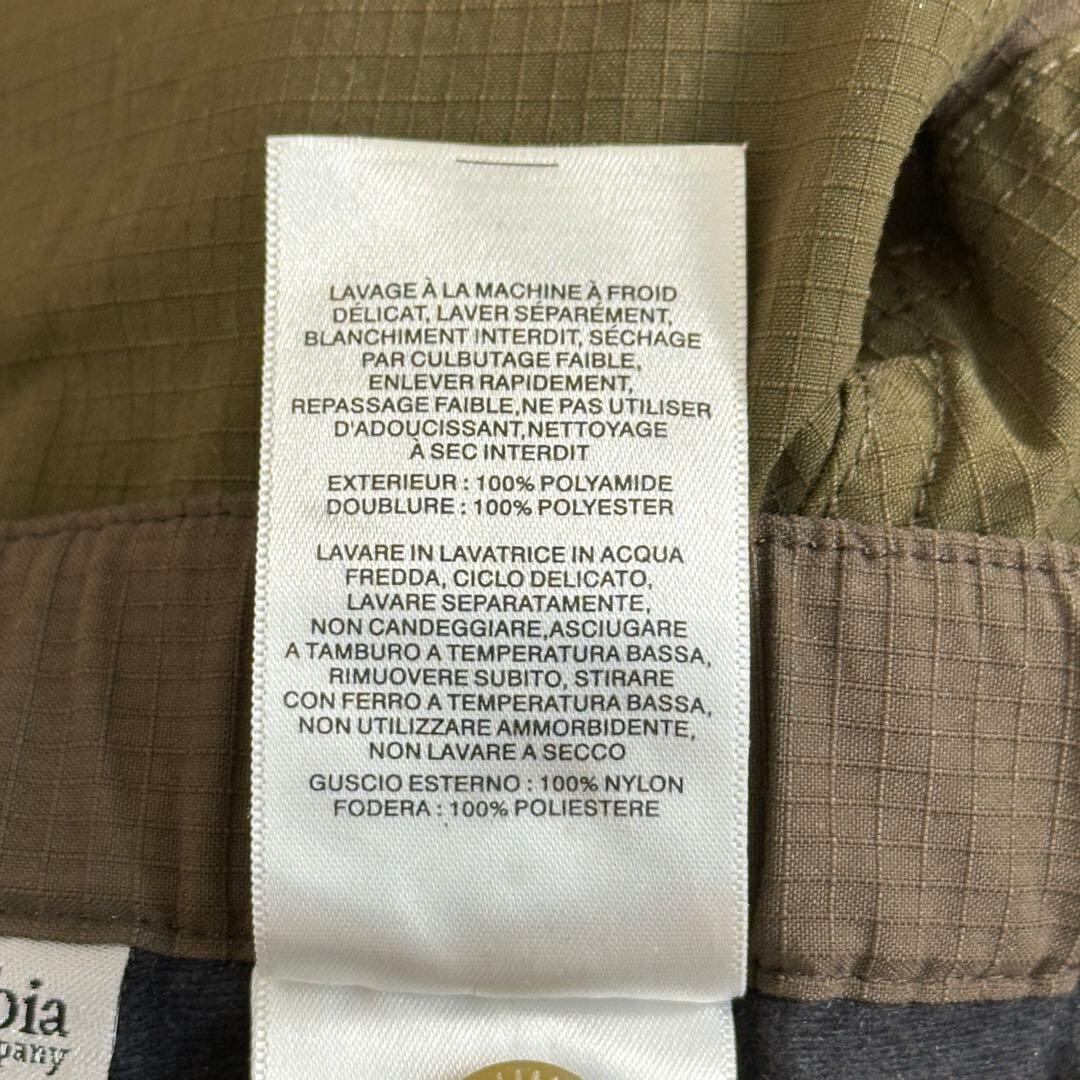 LAVAGE À LA MACHINE À FROID
DÉLICAT, LAVER SÉPARÉMENT,
BLANCHIMENT INTERDIT, SÉCHAGE
PAR CULBUTAGE FAIBLE,
ENLEVER RAPIDEMENT,
REPASSAGE FAIBLE,NE PAS UTILISER
D'ADOUCISSANT,NETTOYAGE
À SEC INTERDIT
EXTERIEUR : 100% POLYAMIDE
DOUBLURE : 100% POLYESTER
LAVARE IN LAVATRICE IN ACQUA
FREDDA, CICLO DELICATO,
LAVARE SEPARATAMENTE,
NON CANDEGGIARE,ASCIUGARE
A TAMBURO A TEMPERATURA BASSA,
RIMUOVERE SUBITO, STIRARE
CON FERRO A TEMPERATURA BASSA,
NON UTILIZZARE AMMORBIDENTE,
NON LAVARE A SECCO
GUSCIO ESTERNO : 100% NYLON
FODERA : 100% POLIESTERE
bia
pany